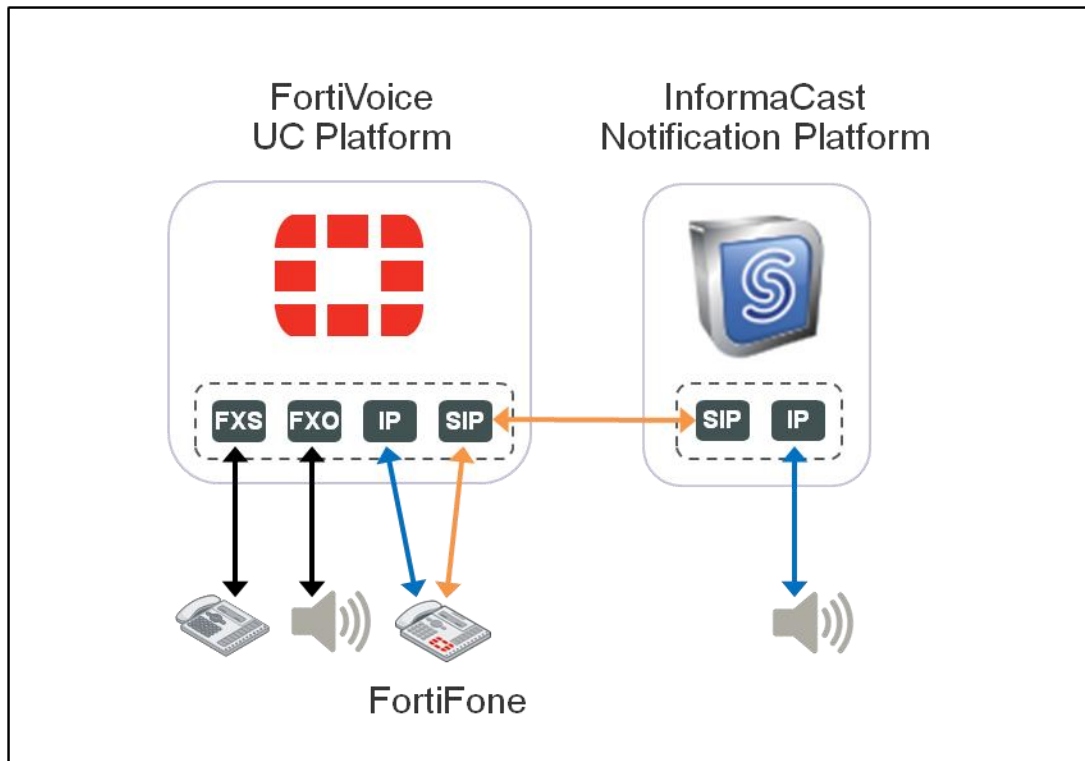 FortiVoice
UC Platform
InformaCast
Notification Platform
FXS
FXO
IP
SIP
SIP
IP
FortiFone